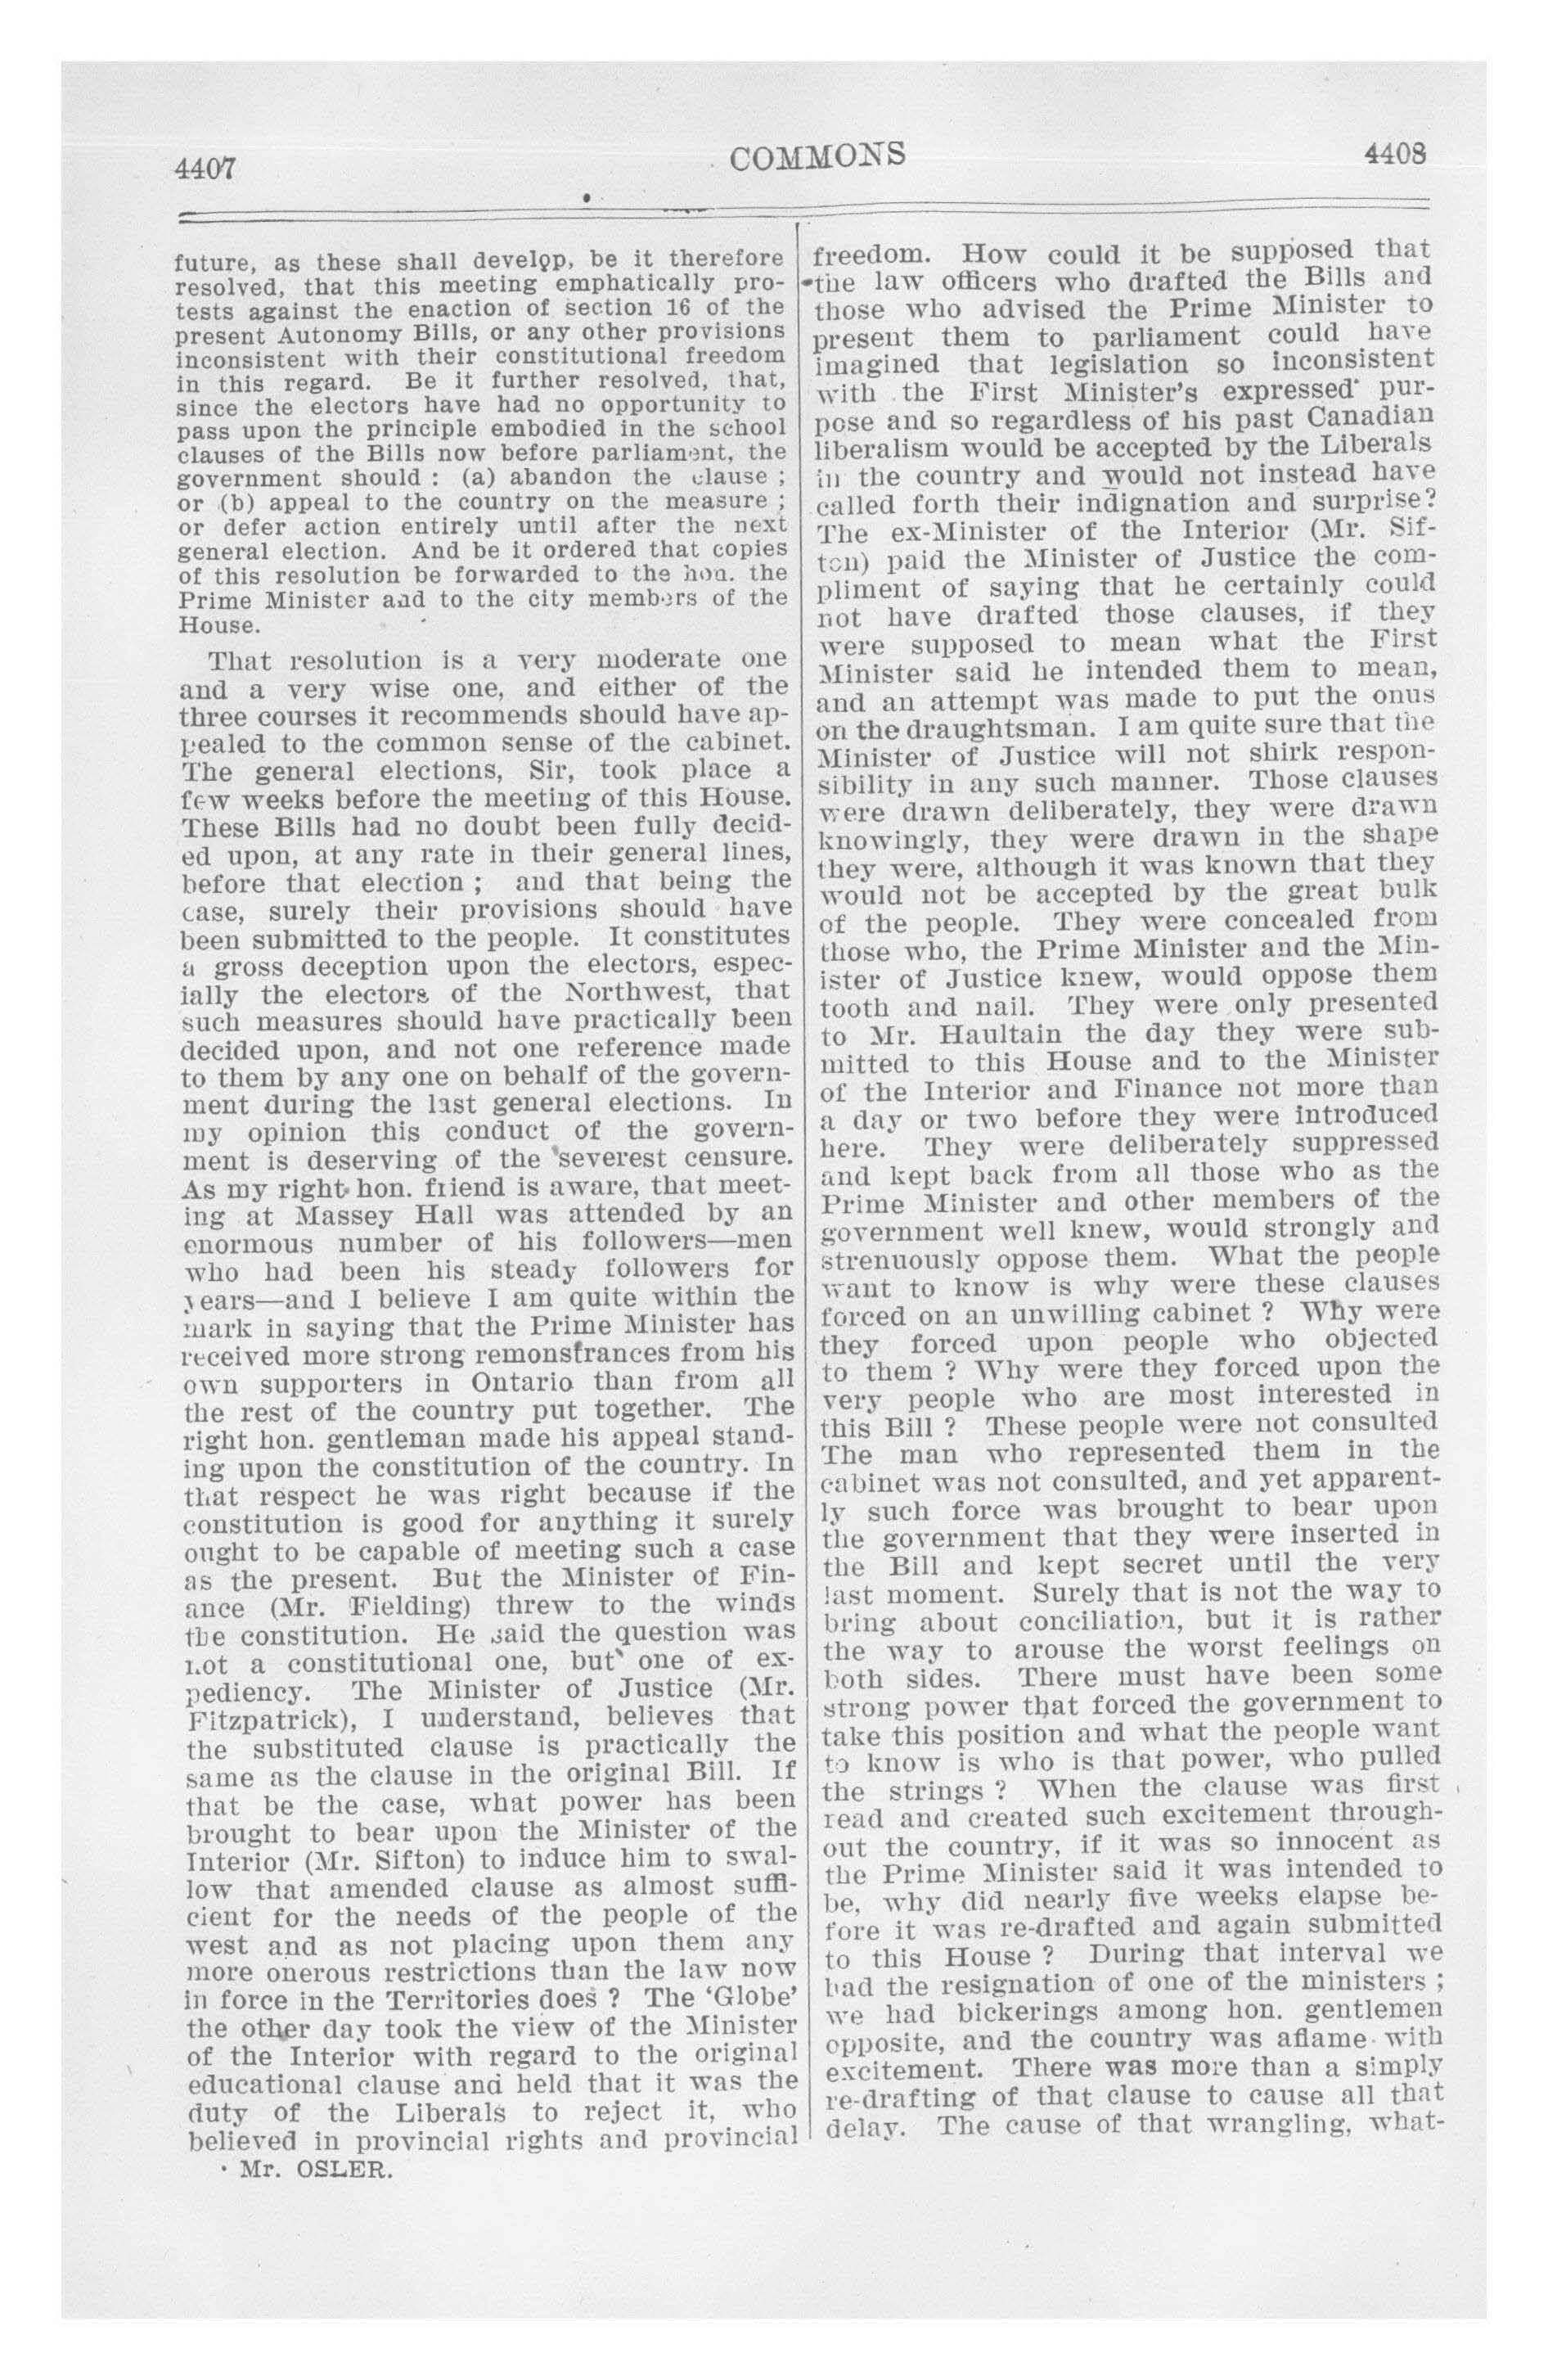 4407
COMMONS
4408
future, as these shall develop, be it therefore
resolved, that this meeting emphatically pro-
tests against the enaction of section 16 of the
present Autonomy Bills, or any other provisions
inconsistent with their constitutional freedom
in this regard. Be it further resolved, that,
since the electors have had no opportunity to
pass upon the principle embodied in the school
clauses of the Bills now before parliament, the
government should : (a) abandon the clause ;
or (b) appeal to the country on the measure ;
or defer action entirely until after the next
general election. And be it ordered that copies
of this resolution be forwarded to the hon. the
Prime Minister and to the city members of the
House.
That resolution is a very moderate one
and a very wise one, and either of the
three courses it recommends should have ap-
pealed to the common sense of the cabinet.
The general elections, Sir, took place a
few weeks before the meeting of this House.
These Bills had no doubt been fully decid-
ed upon, at any rate in their general lines,
before that election ; and that being the
case, surely their provisions should have
been submitted to the people. It constitutes
a gross deception upon the electors, espec-
ially the electors of the Northwest, that
such measures should have practically been
decided upon, and not one reference made
to them by any one on behalf of the govern-
ment during the last general elections. In
my opinion this conduct of the govern-
ment is deserving of the severest censure.
As my right hon. friend is aware, that meet-
ing at Massey Hall was attended by an
enormous number of his followers—men
who had been his steady followers for
years—and I believe I am quite within the
mark in saying that the Prime Minister has
received more strong remonstrances from his
own supporters in Ontario than from all
the rest of the country put together. The
right hon. gentleman made his appeal stand-
ing upon the constitution of the country. In
that respect he was right because if the
constitution is good for anything it surely
ought to be capable of meeting such a case
as the present. But the Minister of Fin-
ance (Mr. Fielding) threw to the winds
the constitution. He said the question was
not a constitutional one, but one of ex-
pediency. The Minister of Justice (Mr.
Fitzpatrick), I understand, believes that
the substituted clause is practically the
same as the clause in the original Bill. If
that be the case, what power has been
brought to bear upon the Minister of the
Interior (Mr. Sifton) to induce him to swal-
low that amended clause as almost suffi-
cient for the needs of the people of the
west and as not placing upon them any
more onerous restrictions than the law now
in force in the Territories does ? The 'Globe'
the other day took the view of the Minister
of the Interior with regard to the original
educational clause and held that it was the
duty of the Liberals to reject it, who
believed in provincial rights and provincial
Mr. OSLER.
freedom. How could it be supposed that
the law officers who drafted the Bills and
those who advised the Prime Minister to
present them to parliament could have
imagined that legislation so inconsistent
with the First Minister's expressed pur-
pose and so regardless of his past Canadian
liberalism would be accepted by the Liberals
in the country and would not instead have
called forth their indignation and surprise?
The ex-Minister of the Interior (Mr. Sif-
ton) paid the Minister of Justice the com-
pliment of saying that he certainly could
not have drafted those clauses, if they
were supposed to mean what the First
Minister said he intended them to mean,
and an attempt was made to put the onus
on the draughtsman. I am quite sure that the
Minister of Justice will not shirk respon-
sibility in any such manner. Those clauses
were drawn deliberately, they were drawn
knowingly, they were drawn in the shape
they were, although it was known that they
would not be accepted by the great bulk
of the people. They were concealed from
those who, the Prime Minister and the Min-
ister of Justice knew, would oppose them
tooth and nail. They were only presented
to Mr. Haultain the day they were sub-
mitted to this House and to the Minister
of the Interior and Finance not more than
a day or two before they were introduced
here. They were deliberately suppressed
and kept back from all those who as the
Prime Minister and other members of the
government well knew, would strongly and
strenuously oppose them. What the people
want to know is why were these clauses
forced on an unwilling cabinet ? Why were
they forced upon people who objected
to them ? Why were they forced upon the
very people who are most interested in
this Bill ? These people were not consulted
The man who represented them in the
cabinet was not consulted, and yet apparent-
ly such force was brought to bear upon
the government that they were inserted in
the Bill and kept secret until the very
last moment. Surely that is not the way to
bring about conciliation, but it is rather
the way to arouse the worst feelings on
both sides. There must have been some
strong power that forced the government to
take this position and what the people want
to know is who is that power, who pulled
the strings ? When the clause was first
read and created such excitement through-
out the country, if it was so innocent as
the Prime Minister said it was intended to
be, why did nearly five weeks elapse be-
fore it was re-drafted and again submitted
to this House ? During that interval we
had the resignation of one of the ministers ;
we had bickerings among hon. gentlemen
opposite, and the country was aflame with
excitement. There was more than a simply
re-drafting of that clause to cause all that
delay. The cause of that wrangling, what-